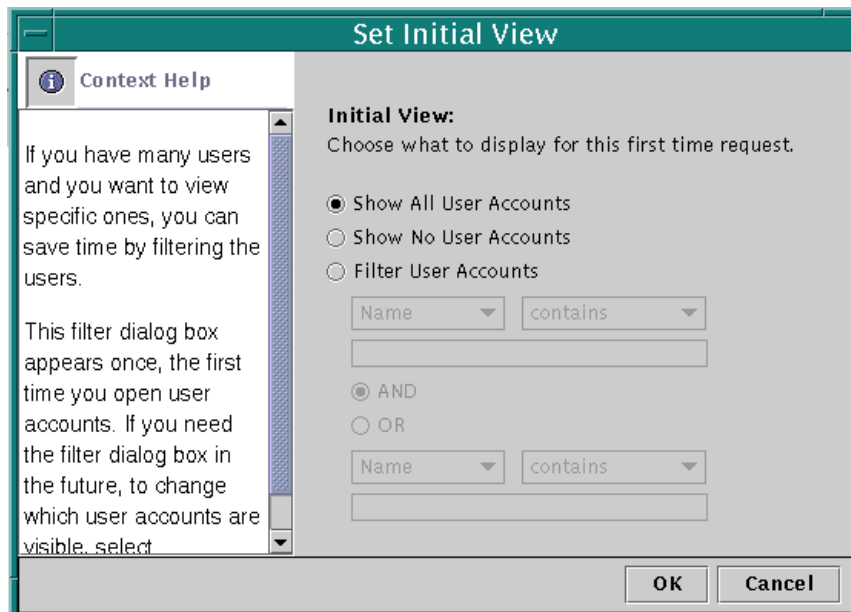 Set Initial View
Context Help
If you have many users
and you want to view
specific ones, you can
save time by filtering the
users.
This filter dialog box
appears once, the first
time you open user
accounts. If you need
the filter dialog box in
the future, to change
which user accounts are
visible, select
Initial View:
Choose what to display for this first time request.
Show All User Accounts
Show No User Accounts
Filter User Accounts
Name contains
AND
OR
Name contains
OK Cancel